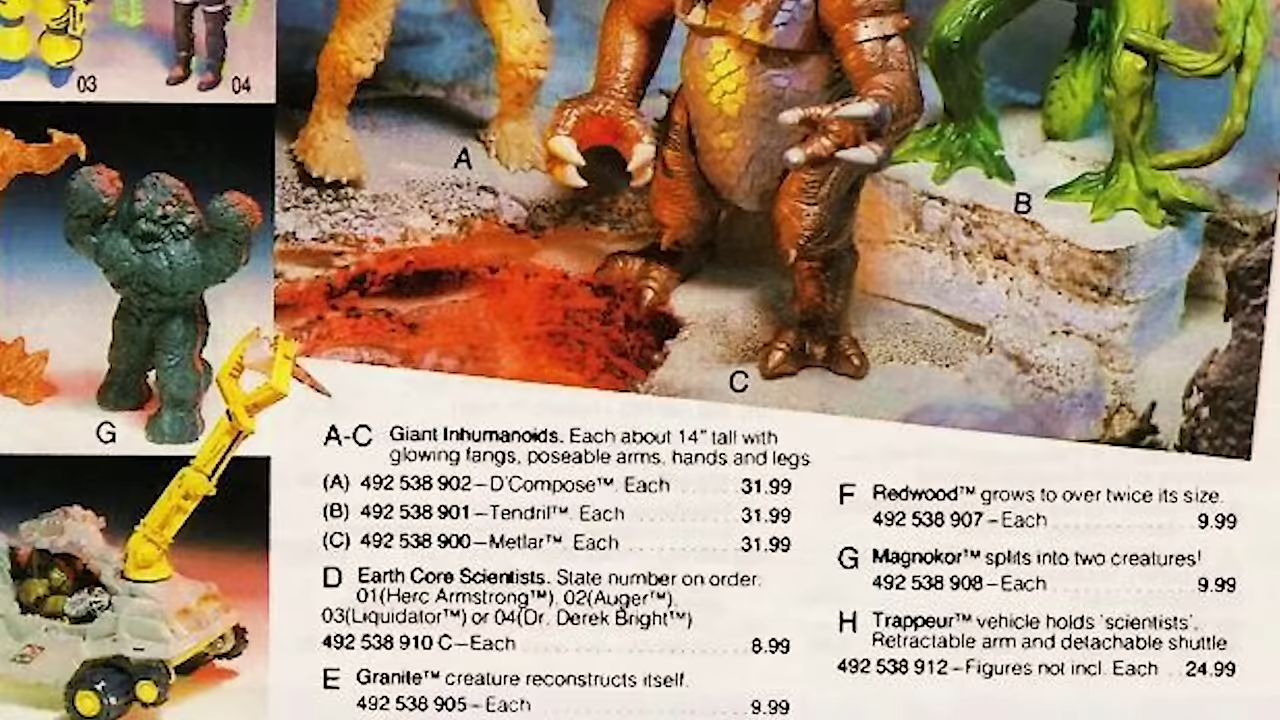 03
04
A
B
C
G
A-C Giant Inhumanoids. Each about 14" tall with
glowing fangs, poseable arms, hands and legs
(A) 492 538 902–D'Compose™. Each 31.99
(B) 492 538 901–Tendril™. Each 31.99
(C) 492 538 900–Metlar™. Each 31.99
D Earth Core Scientists. State number on order.
01(Herc Armstrong™), 02(Auger™),
03(Liquidator™) or 04(Dr. Derek Bright™)
492 538 910 C–Each 8.99
E Granite™ creature reconstructs itself.
492 538 905–Each 9.99
F Redwood™ grows to over twice its size.
492 538 907–Each 9.99
G Magnokor™ splits into two creatures!
492 538 908–Each 9.99
H Trappeur™ vehicle holds 'scientists'.
Retractable arm and detachable shuttle
492 538 912–Figures not incl. Each 24.99